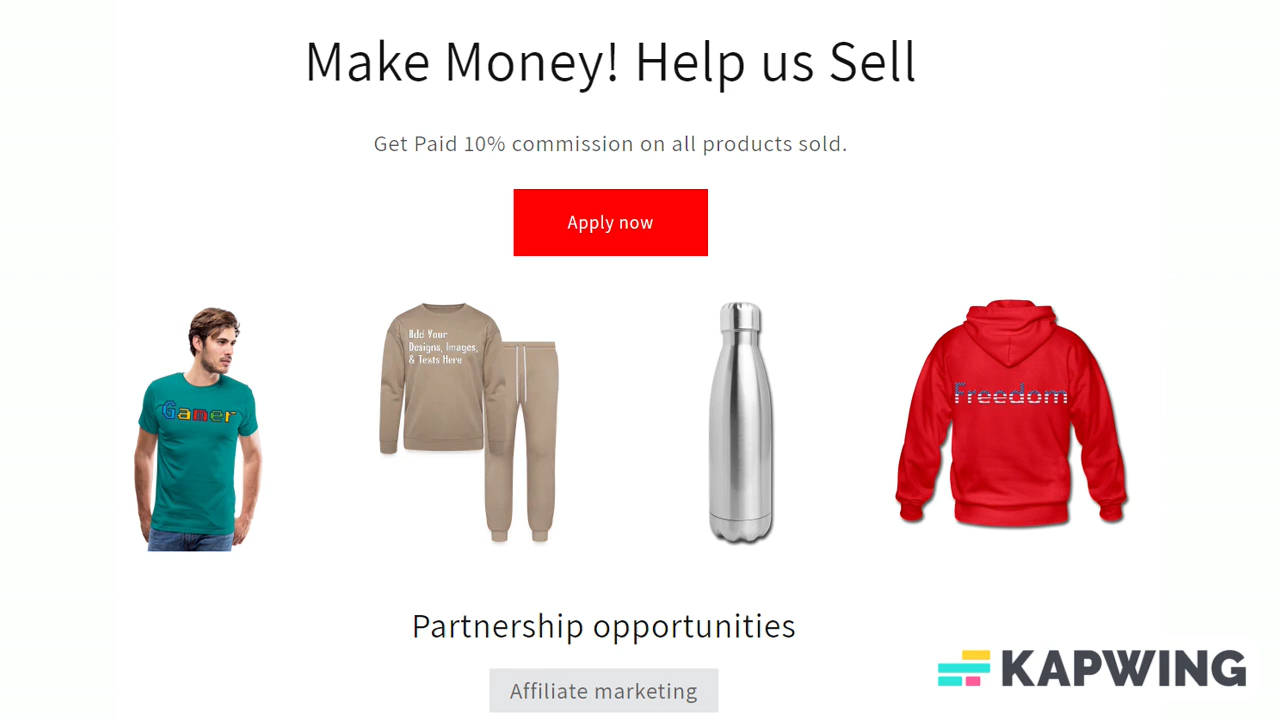 Make Money! Help us Sell
Get Paid 10% commission on all products sold.
Apply now
Gamer
Add Your
Designs, Images,
& Texts Here
Freedom
Partnership opportunities
Affiliate marketing
KAPWING